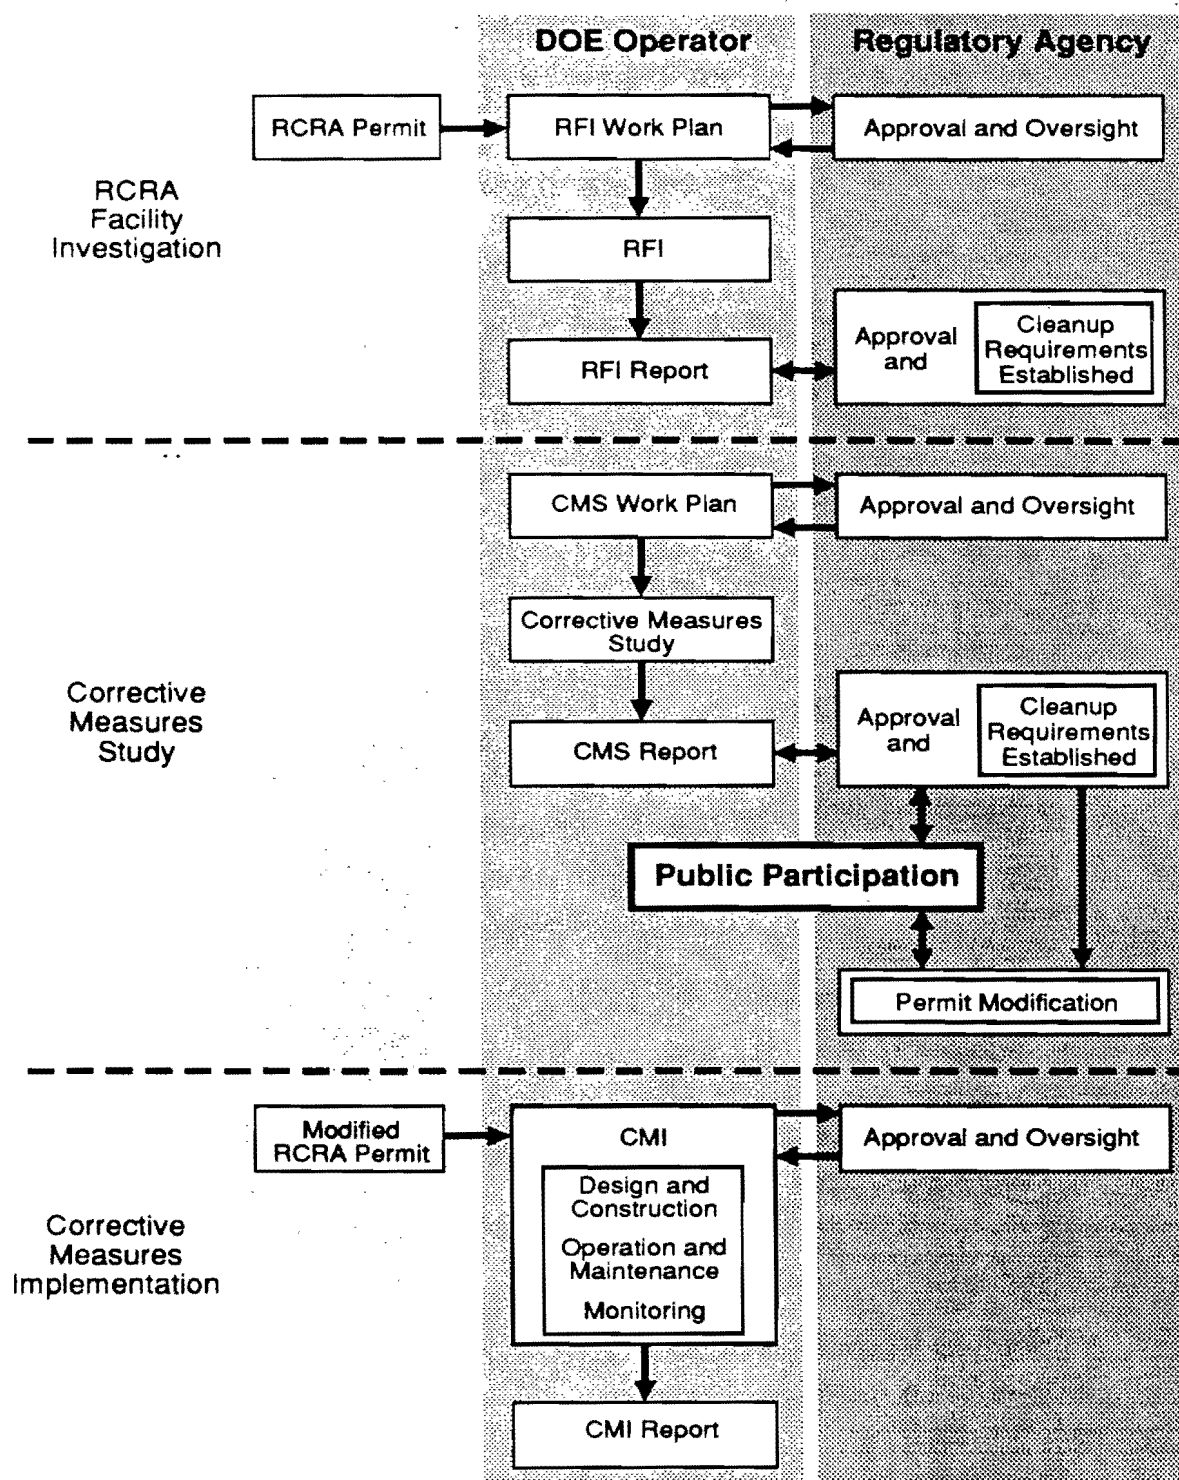 DOE Operator
Regulatory Agency
RCRA Permit
RFI Work Plan
Approval and Oversight
RCRA
Facility
Investigation
RFI
RFI Report
Approval
and
Cleanup
Requirements
Established
CMS Work Plan
Approval and Oversight
Corrective Measures
Study
Corrective
Measures
Study
CMS Report
Approval
and
Cleanup
Requirements
Established
Public Participation
Permit Modification
Modified
RCRA Permit
CMI
Approval and Oversight
Design and
Construction
Operation and
Maintenance
Monitoring
Corrective
Measures
Implementation
CMI Report